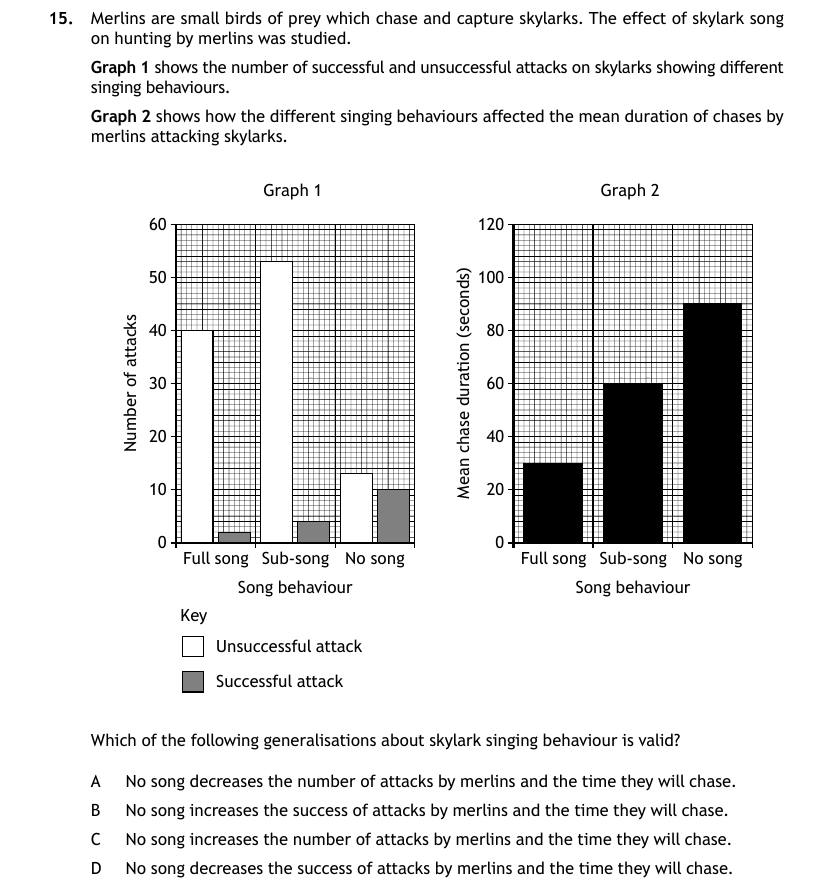 15. Merlins are small birds of prey which chase and capture skylarks. The effect of skylark song
on hunting by merlins was studied.
Graph 1 shows the number of successful and unsuccessful attacks on skylarks showing different
singing behaviours.
Graph 2 shows how the different singing behaviours affected the mean duration of chases by
merlins attacking skylarks.
Graph 1
60
50
40
30
20
10
0
Number of attacks
Full song Sub-song No song
Song behaviour
Key
Unsuccessful attack
Successful attack
Graph 2
120
100
80
60
40
20
0
Mean chase duration (seconds)
Full song Sub-song No song
Song behaviour
Which of the following generalisations about skylark singing behaviour is valid?
A No song decreases the number of attacks by merlins and the time they will chase.
B No song increases the success of attacks by merlins and the time they will chase.
C No song increases the number of attacks by merlins and the time they will chase.
D No song decreases the success of attacks by merlins and the time they will chase.